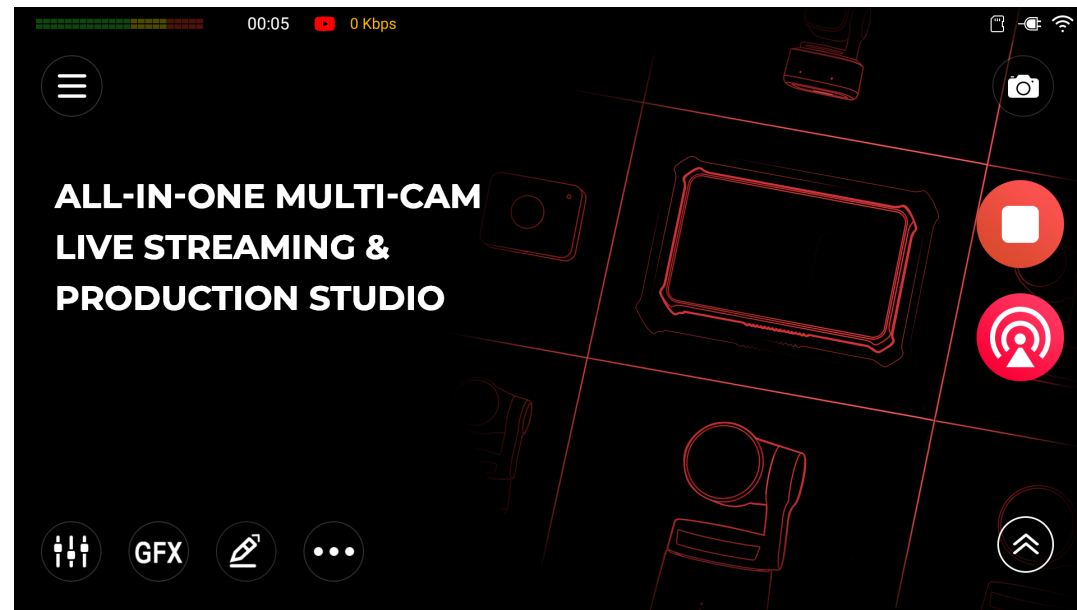 00:05 0 Kbps
ALL-IN-ONE MULTI-CAM
LIVE STREAMING &
PRODUCTION STUDIO
GFX